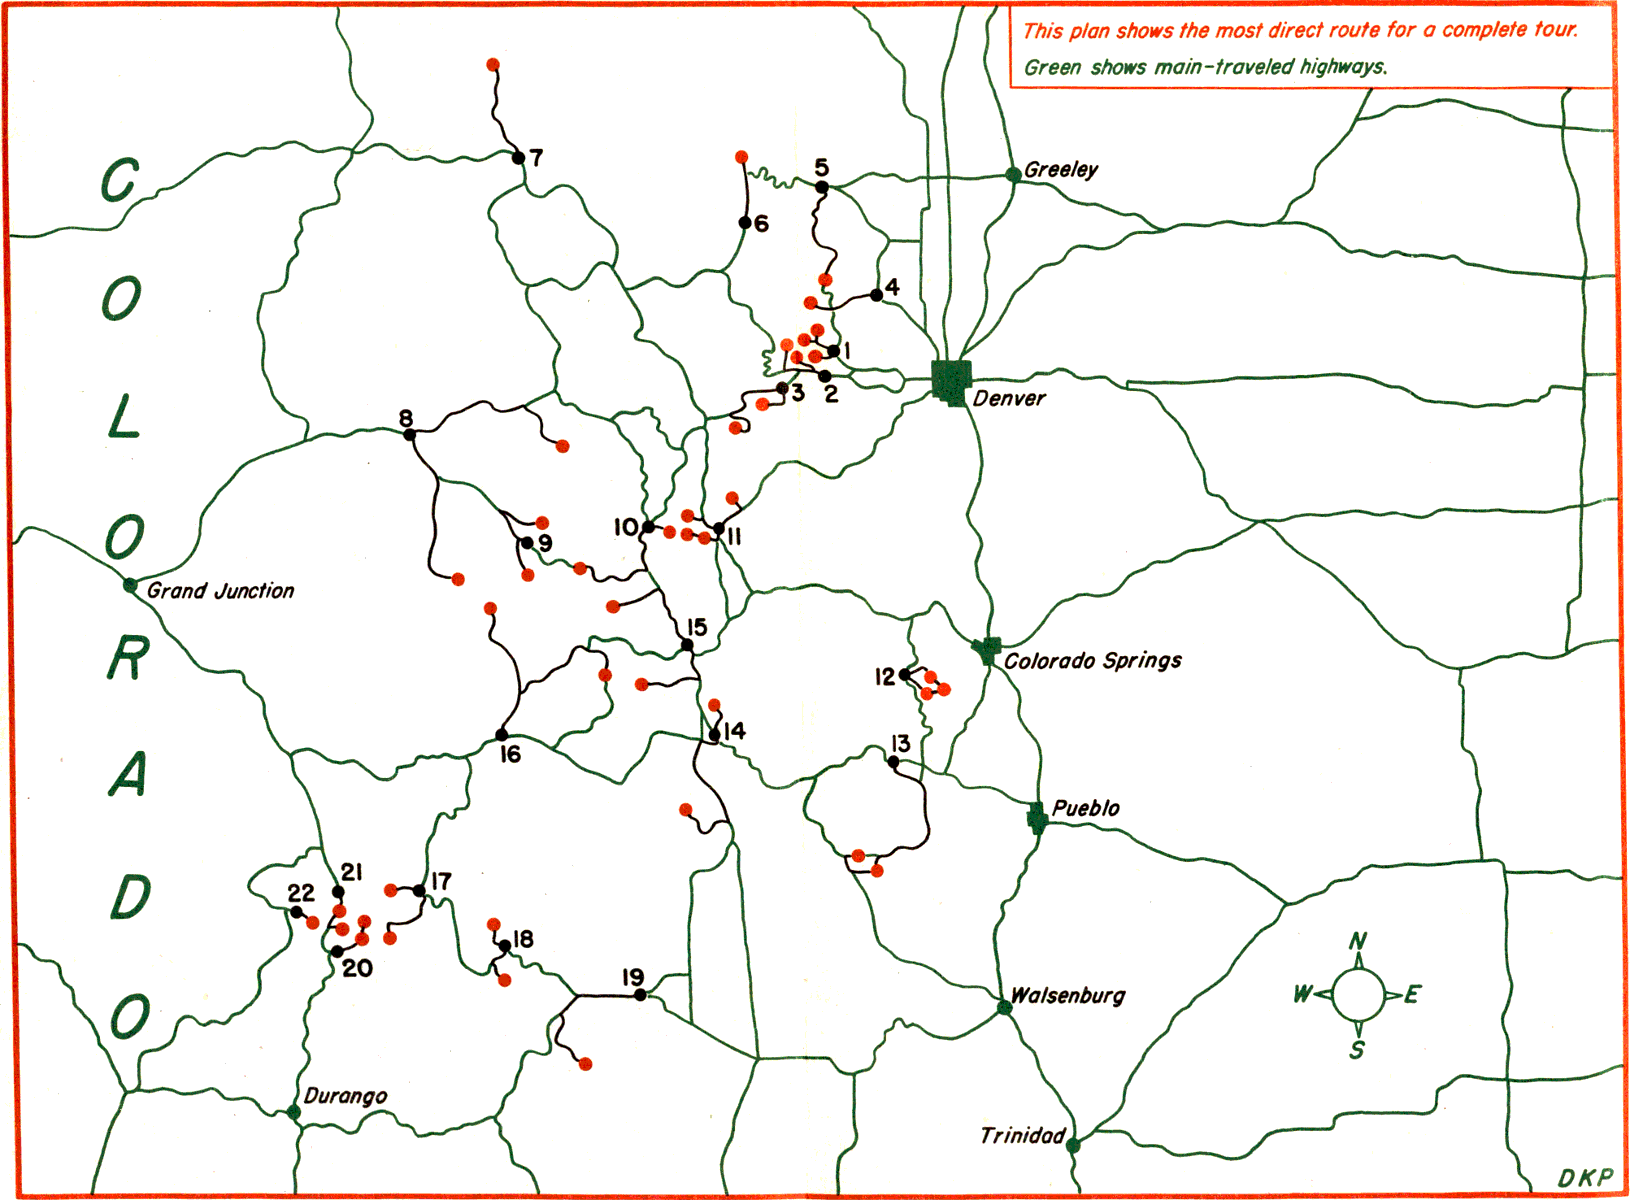 This plan shows the most direct route for a complete tour.
Green shows main-traveled highways.
COLORADO
7
5
Greeley
6
4
1
2
3
Denver
8
10
11
9
Grand Junction
15
12
Colorado Springs
14
16
13
Pueblo
21
17
22
18
20
19
Walsenburg
N
W E
S
Durango
Trinidad
DKP